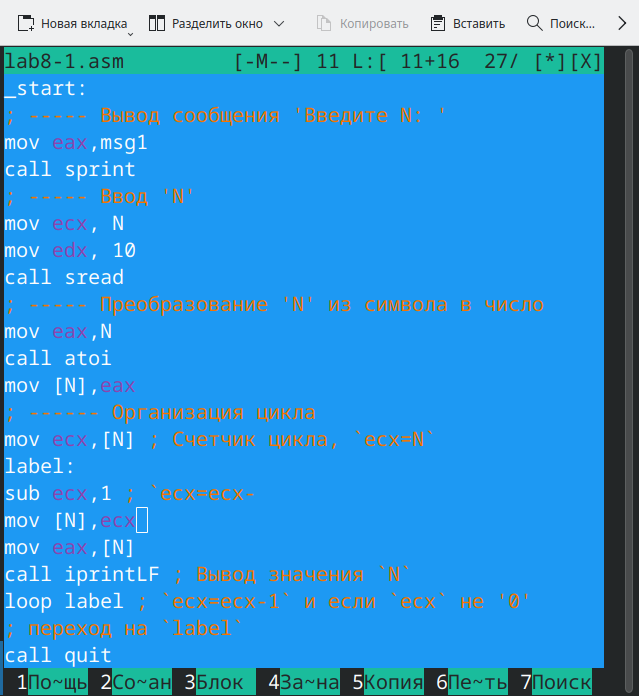 Новая вкладка Разделить окно Копировать Вставить Поиск...
lab8-1.asm [-M--] 11 L:[ 11+16 27/ [*][X]
_start:
; ----- Вывод сообщения 'Введите N: '
mov eax,msg1
call sprint
; ----- Ввод 'N'
mov ecx, N
mov edx, 10
call sread
; ----- Преобразование 'N' из символа в число
mov eax,N
call atoi
mov [N],eax
; ------ Организация цикла
mov ecx,[N] ; Счетчик цикла, `ecx=N`
label:
sub ecx,1 ; `ecx=ecx-
mov [N],ecx
mov eax,[N]
call iprintLF ; Вывод значения `N`
loop label ; `ecx=ecx-1` и если `ecx` не '0'
; переход на `label`
call quit
1По~щь 2Со~ан 3Блок 4За~на 5Копия 6Пе~ть 7Поиск